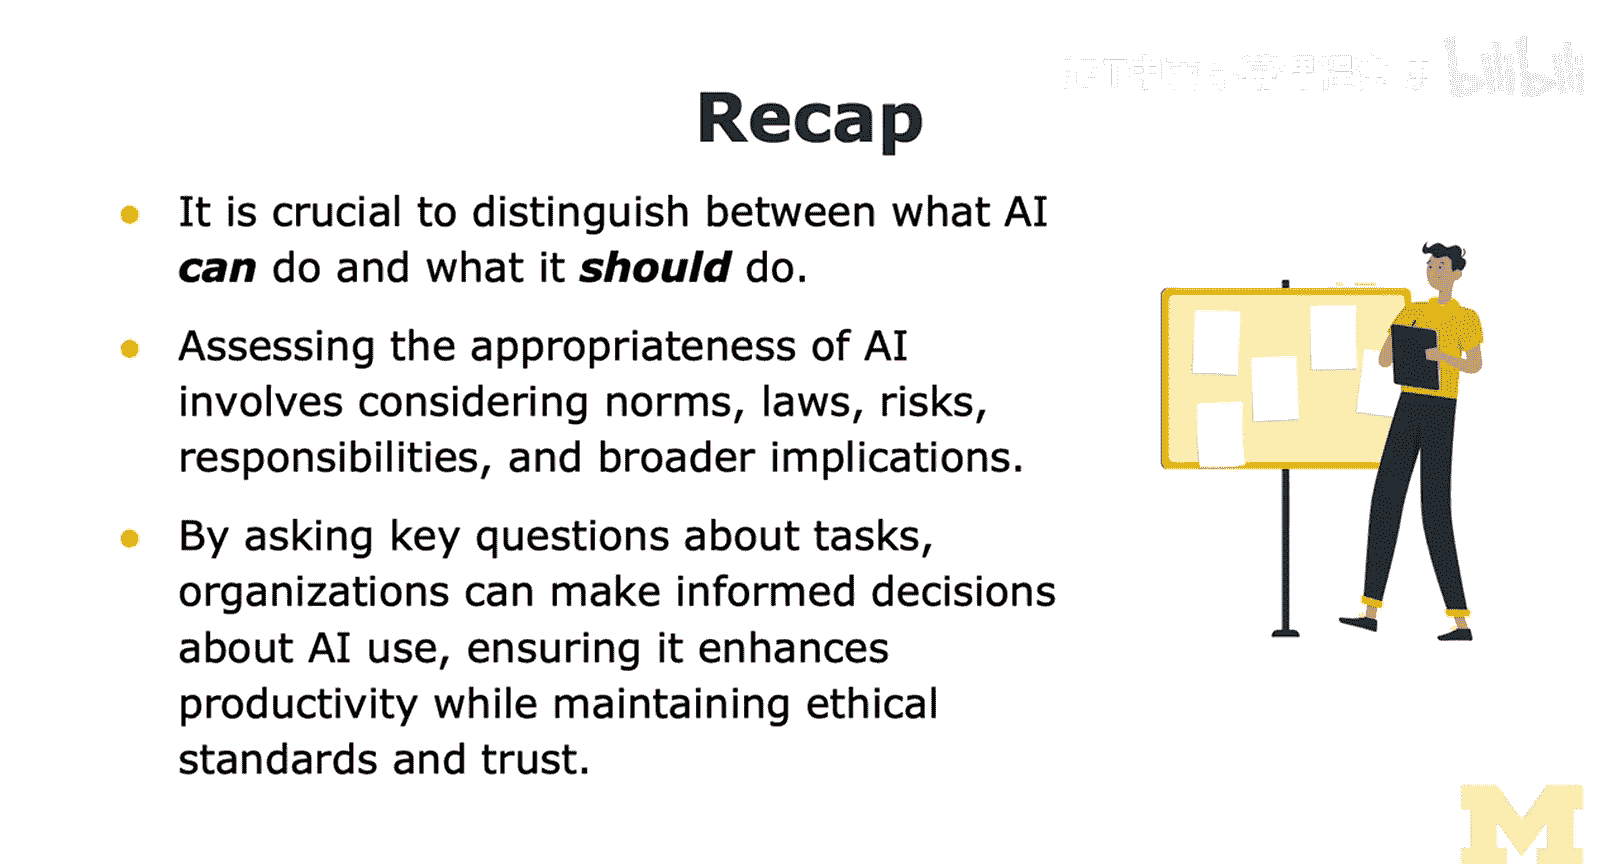 bilibili
Recap
It is crucial to distinguish between what AI
can do and what it should do.
Assessing the appropriateness of AI
involves considering norms, laws, risks,
responsibilities, and broader implications.
By asking key questions about tasks,
organizations can make informed decisions
about AI use, ensuring it enhances
productivity while maintaining ethical
standards and trust.
M